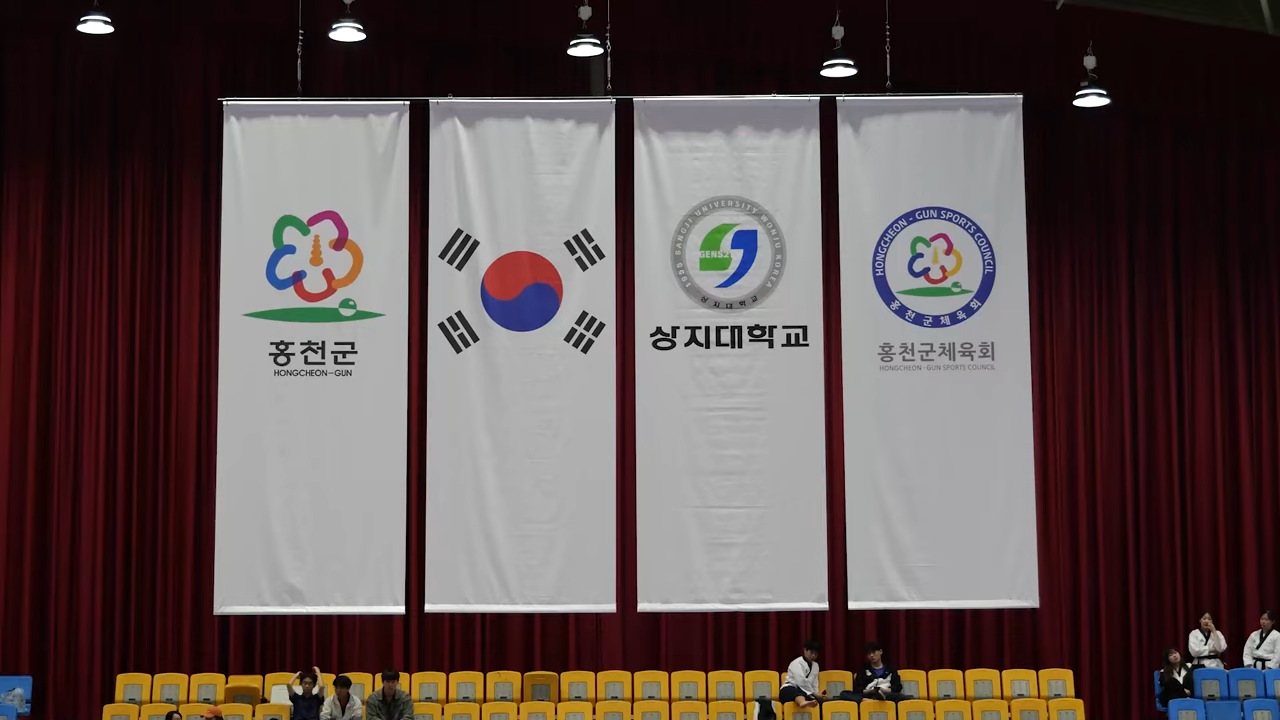 홍천군
HONGCHEON-GUN
SANGJI UNIVERSITY WONJU KOREA
1955
GENS21
상지대학교
상지대학교
HONGCHEON - GUN SPORTS COUNCIL
홍천군체육회
홍천군체육회
HONGCHEON-GUN SPORTS COUNCIL